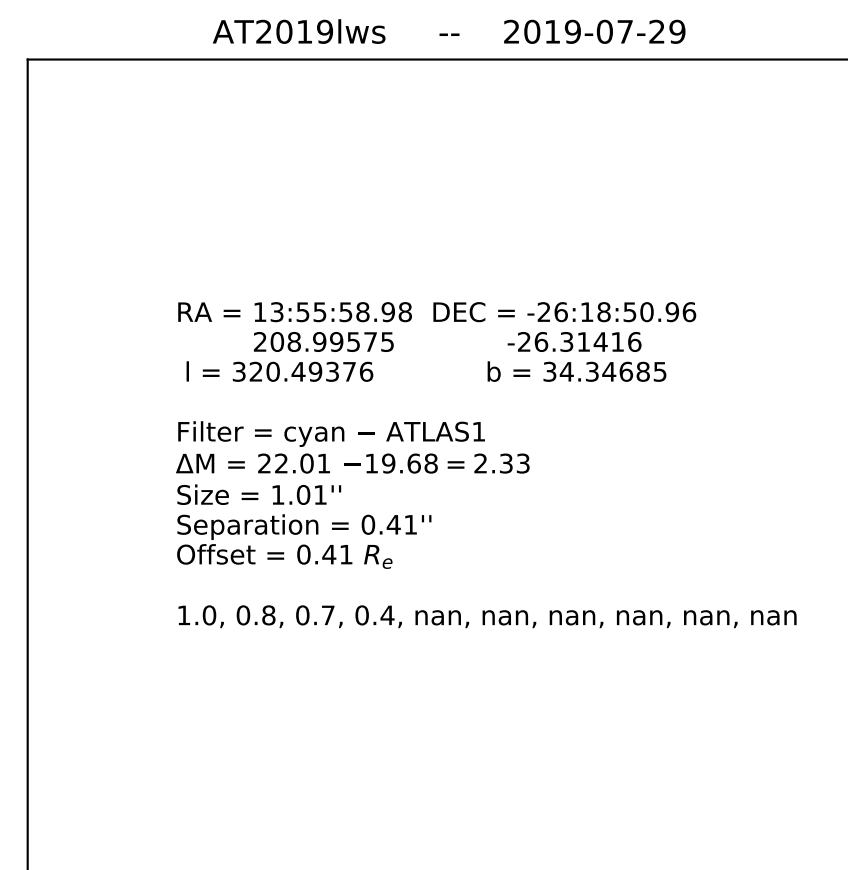 AT2019lws -- 2019-07-29
RA = 13:55:58.98 DEC = -26:18:50.96
208.99575 -26.31416
l = 320.49376 b = 34.34685
Filter = cyan − ATLAS1
ΔM = 22.01 −19.68 = 2.33
Size = 1.01''
Separation = 0.41''
Offset = 0.41 Rₑ
1.0, 0.8, 0.7, 0.4, nan, nan, nan, nan, nan, nan